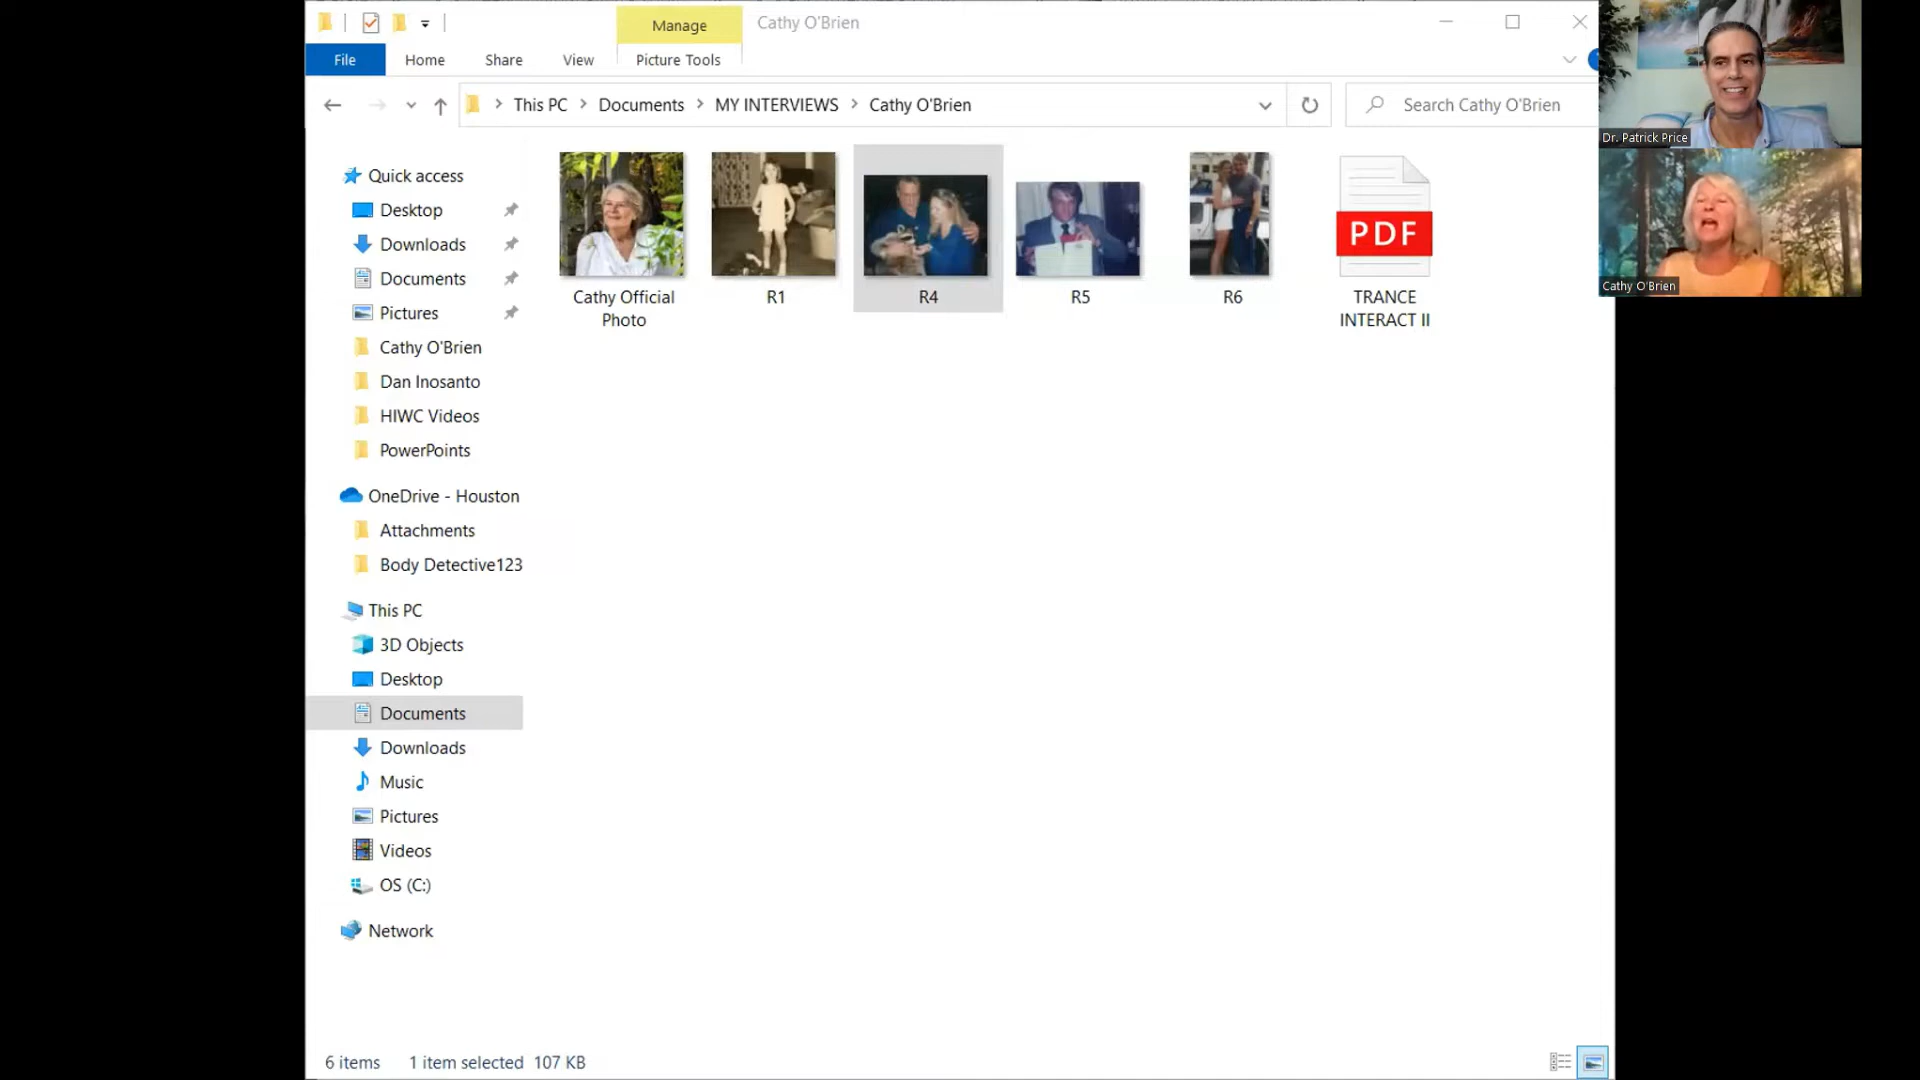 Manage
Cathy O'Brien
File
Home
Share
View
Picture Tools
This PC
Documents
MY INTERVIEWS
Cathy O'Brien
Search Cathy O'Brien
Dr. Patrick Price
Cathy O'Brien
Quick access
Desktop
Downloads
Documents
Pictures
Cathy O'Brien
Dan Inosanto
HIWC Videos
PowerPoints
OneDrive - Houston
Attachments
Body Detective123
This PC
3D Objects
Desktop
Documents
Downloads
Music
Pictures
Videos
OS (C:)
Network
Cathy Official
Photo
R1
R4
R5
R6
PDF
TRANCE
INTERACT II
6 items
1 item selected 107 KB